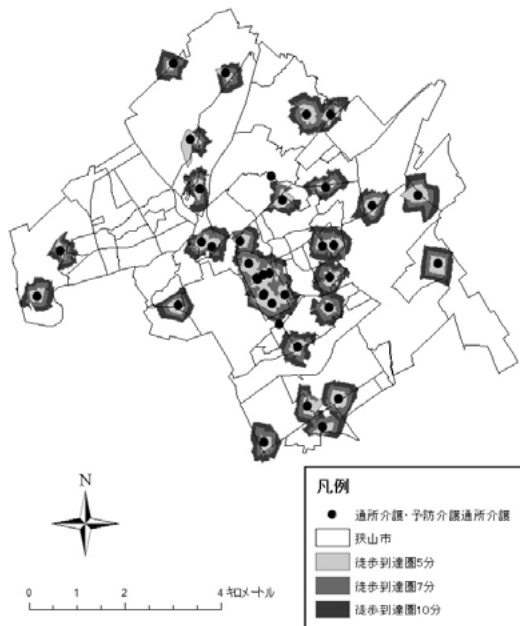 N
0 1 2 4 キロメートル
凡例
通所介護・予防介護通所介護
狭山市
徒歩到達圏5分
徒歩到達圏7分
徒歩到達圏10分